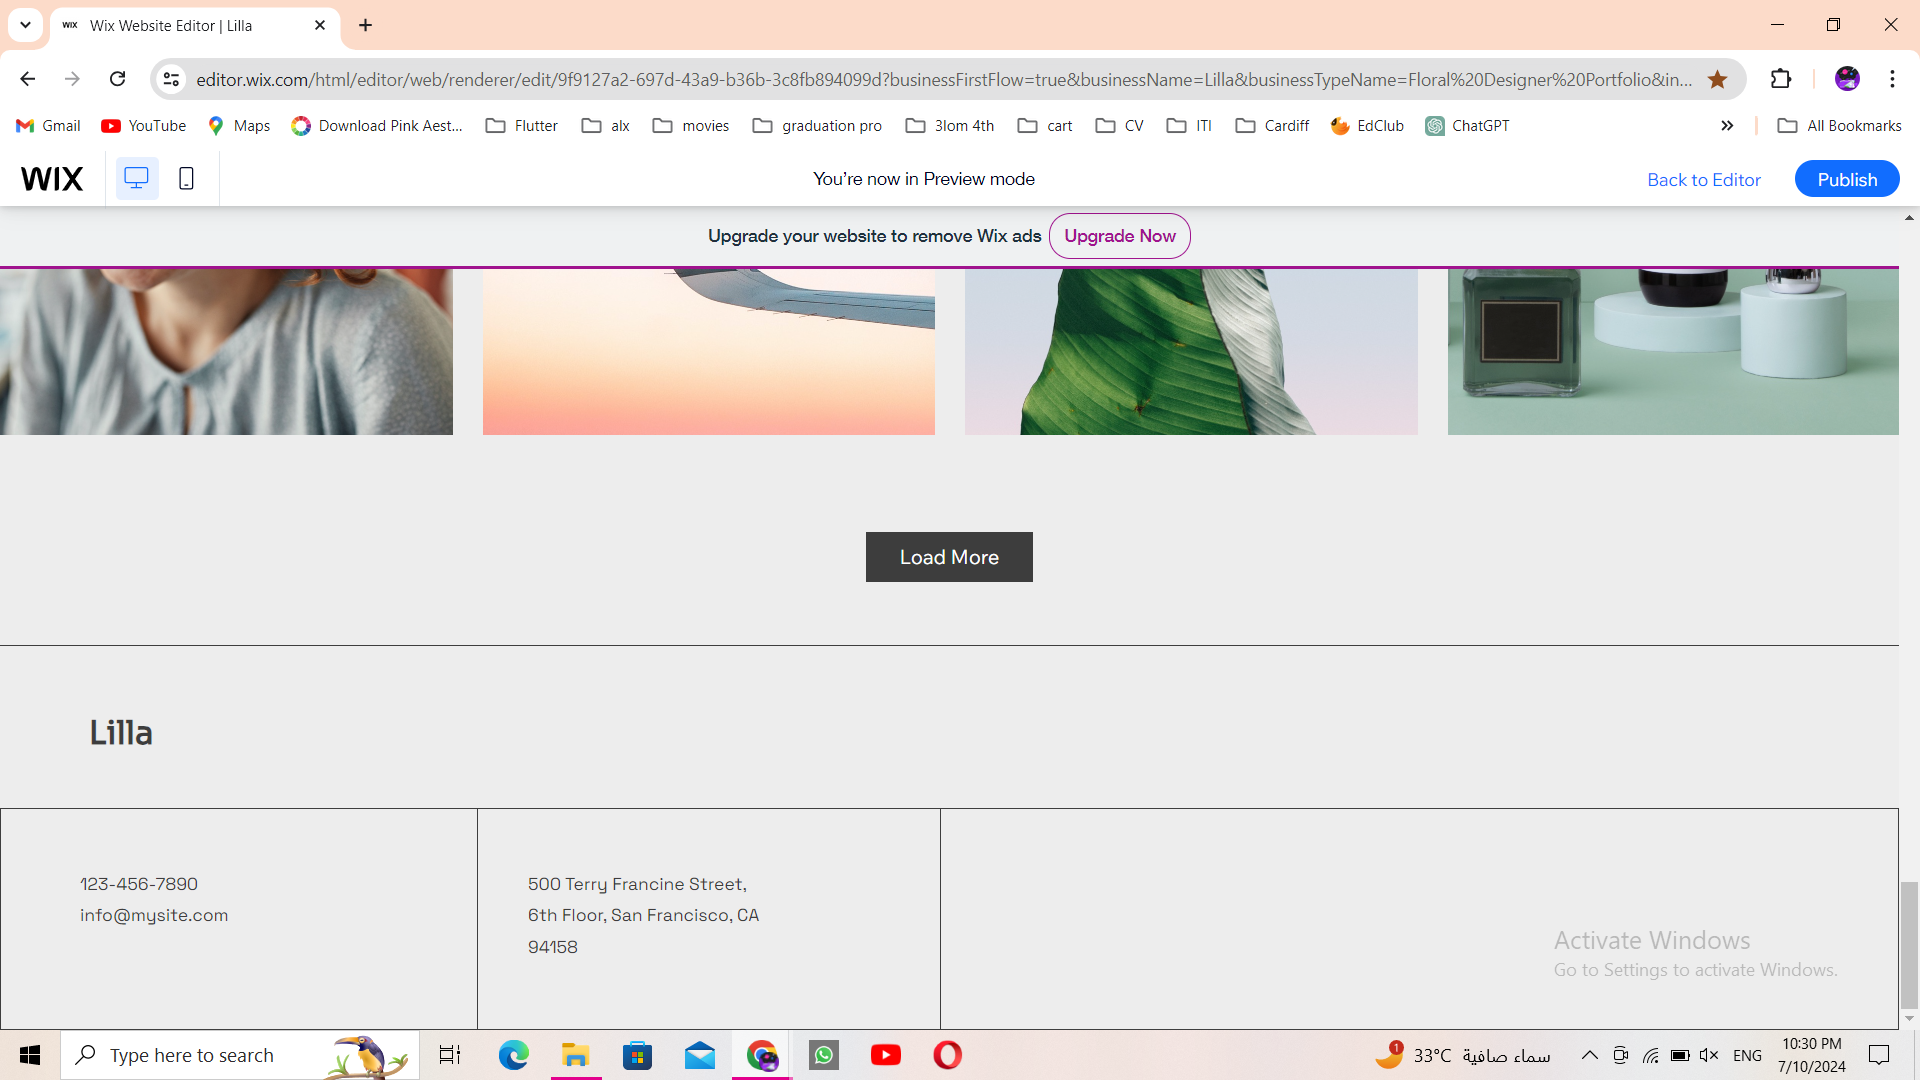 WIX Wix Website Editor | Lilla
editor.wix.com/html/editor/web/renderer/edit/9f9127a2-697d-43a9-b36b-3c8fb894099d?businessFirstFlow=true&businessName=Lilla&businessTypeName=Floral%20Designer%20Portfolio&in...
Gmail YouTube Maps Download Pink Aest... Flutter alx movies graduation pro 3lom 4th cart CV ITI Cardiff EdClub ChatGPT All Bookmarks
WIX You're now in Preview mode Back to Editor Publish
Upgrade your website to remove Wix ads Upgrade Now
Load More
Lilla
123-456-7890
info@mysite.com
500 Terry Francine Street,
6th Floor, San Francisco, CA
94158
Activate Windows
Go to Settings to activate Windows.
Type here to search
1
33°C سماء صافية
ENG
10:30 PM
7/10/2024